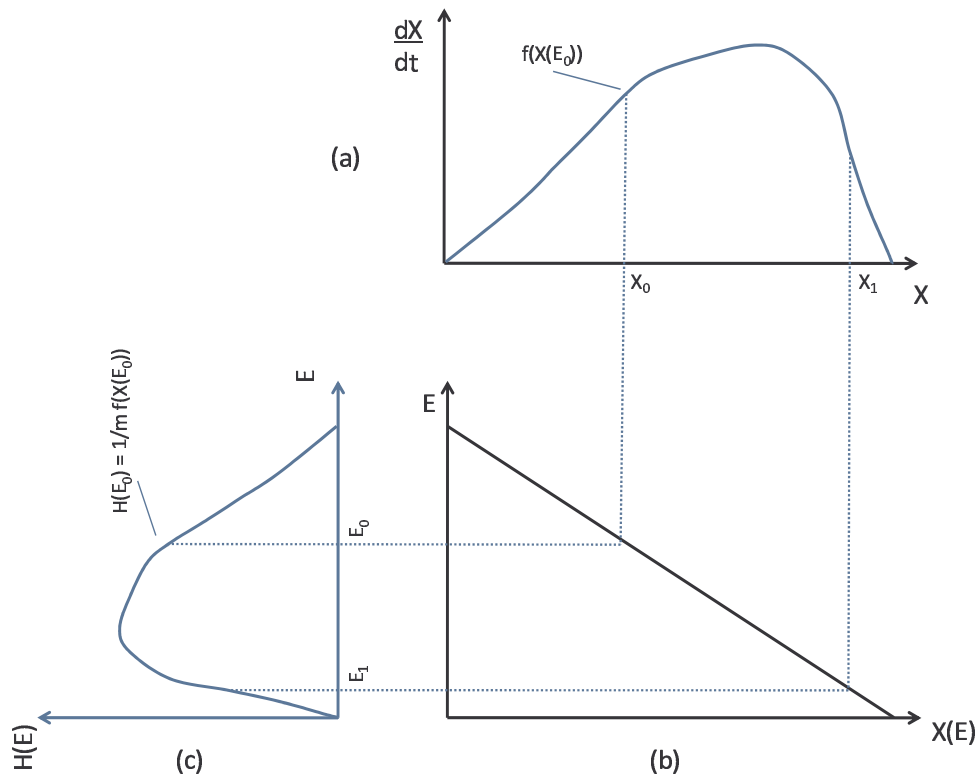 dX
dt
f(X(E₀))
(a)
X₀
X₁
X
H(E₀) = 1/m f(X(E₀))
E
E
E₀
E₁
H(E)
(c)
(b)
X(E)